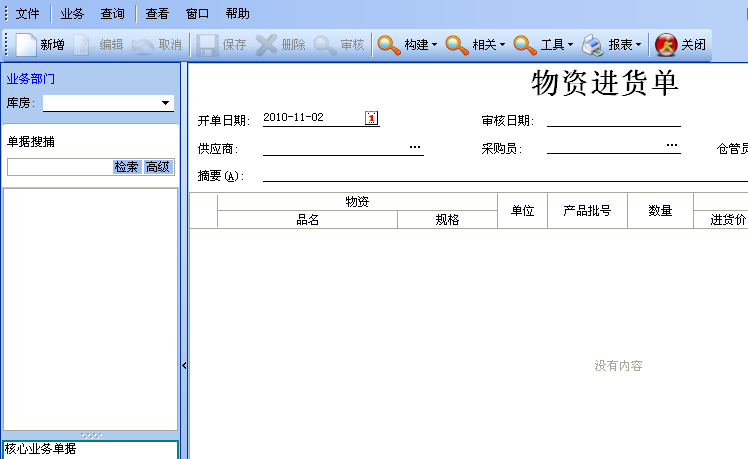 文件 业务 查询 查看 窗口 帮助
新增 编辑 取消 保存 删除 审核 构建 相关 工具 报表 关闭
业务部门
库房:
单据搜捕
检索 高级
核心业务单据
物资进货单
开单日期: 2010-11-02 1 审核日期:
供应商: ... 采购员: ... 仓管员
摘要(A):
物资
品名 规格 单位 产品批号 数量 进货价
没有内容